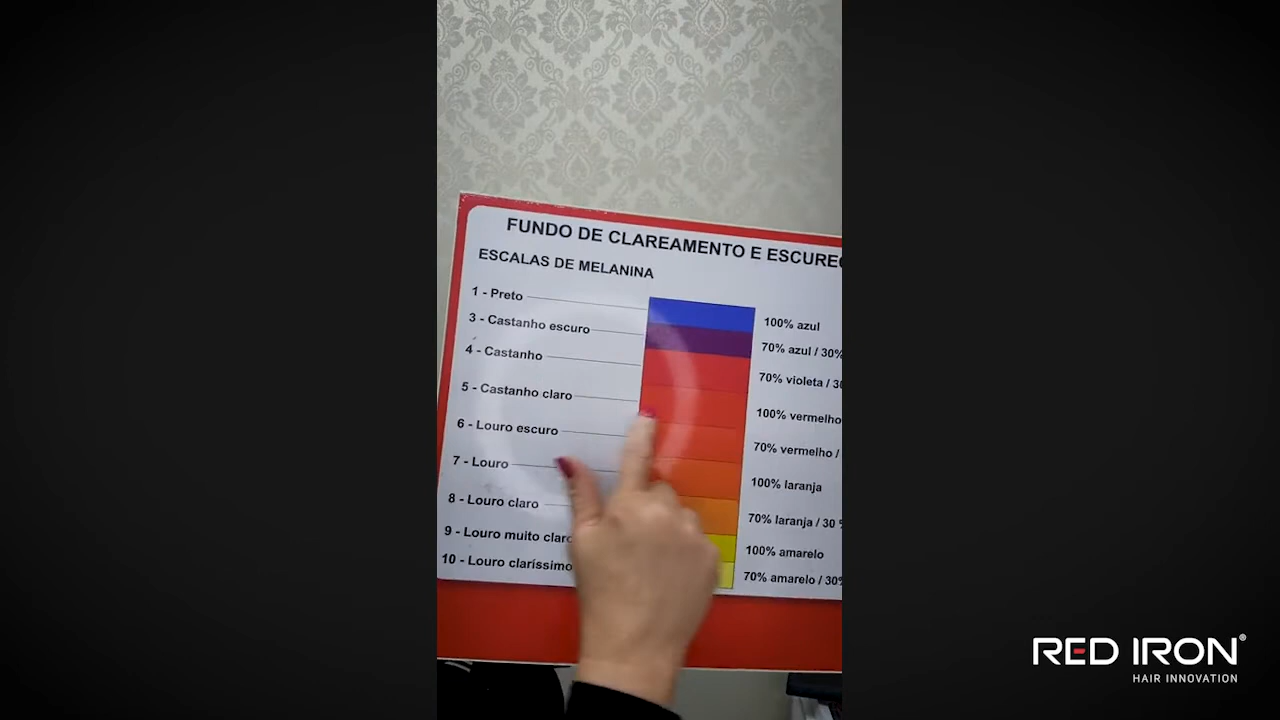 FUNDO DE CLAREAMENTO E
ESCALAS DE MELANINA
1 - Preto
100% azul
3 - Castanho escuro
70% azul / 30%
4 - Castanho
70% violeta /
5 - Castanho claro
100% vermelho
6 - Louro escuro
70% vermelho /
7 - Louro
100% laranja
8 - Louro claro
70% laranja / 30 %
9 - Louro muito claro
100% amarelo
10 - Louro claríssimo
70% amarelo / 30%
RED IRON®
HAIR INNOVATION